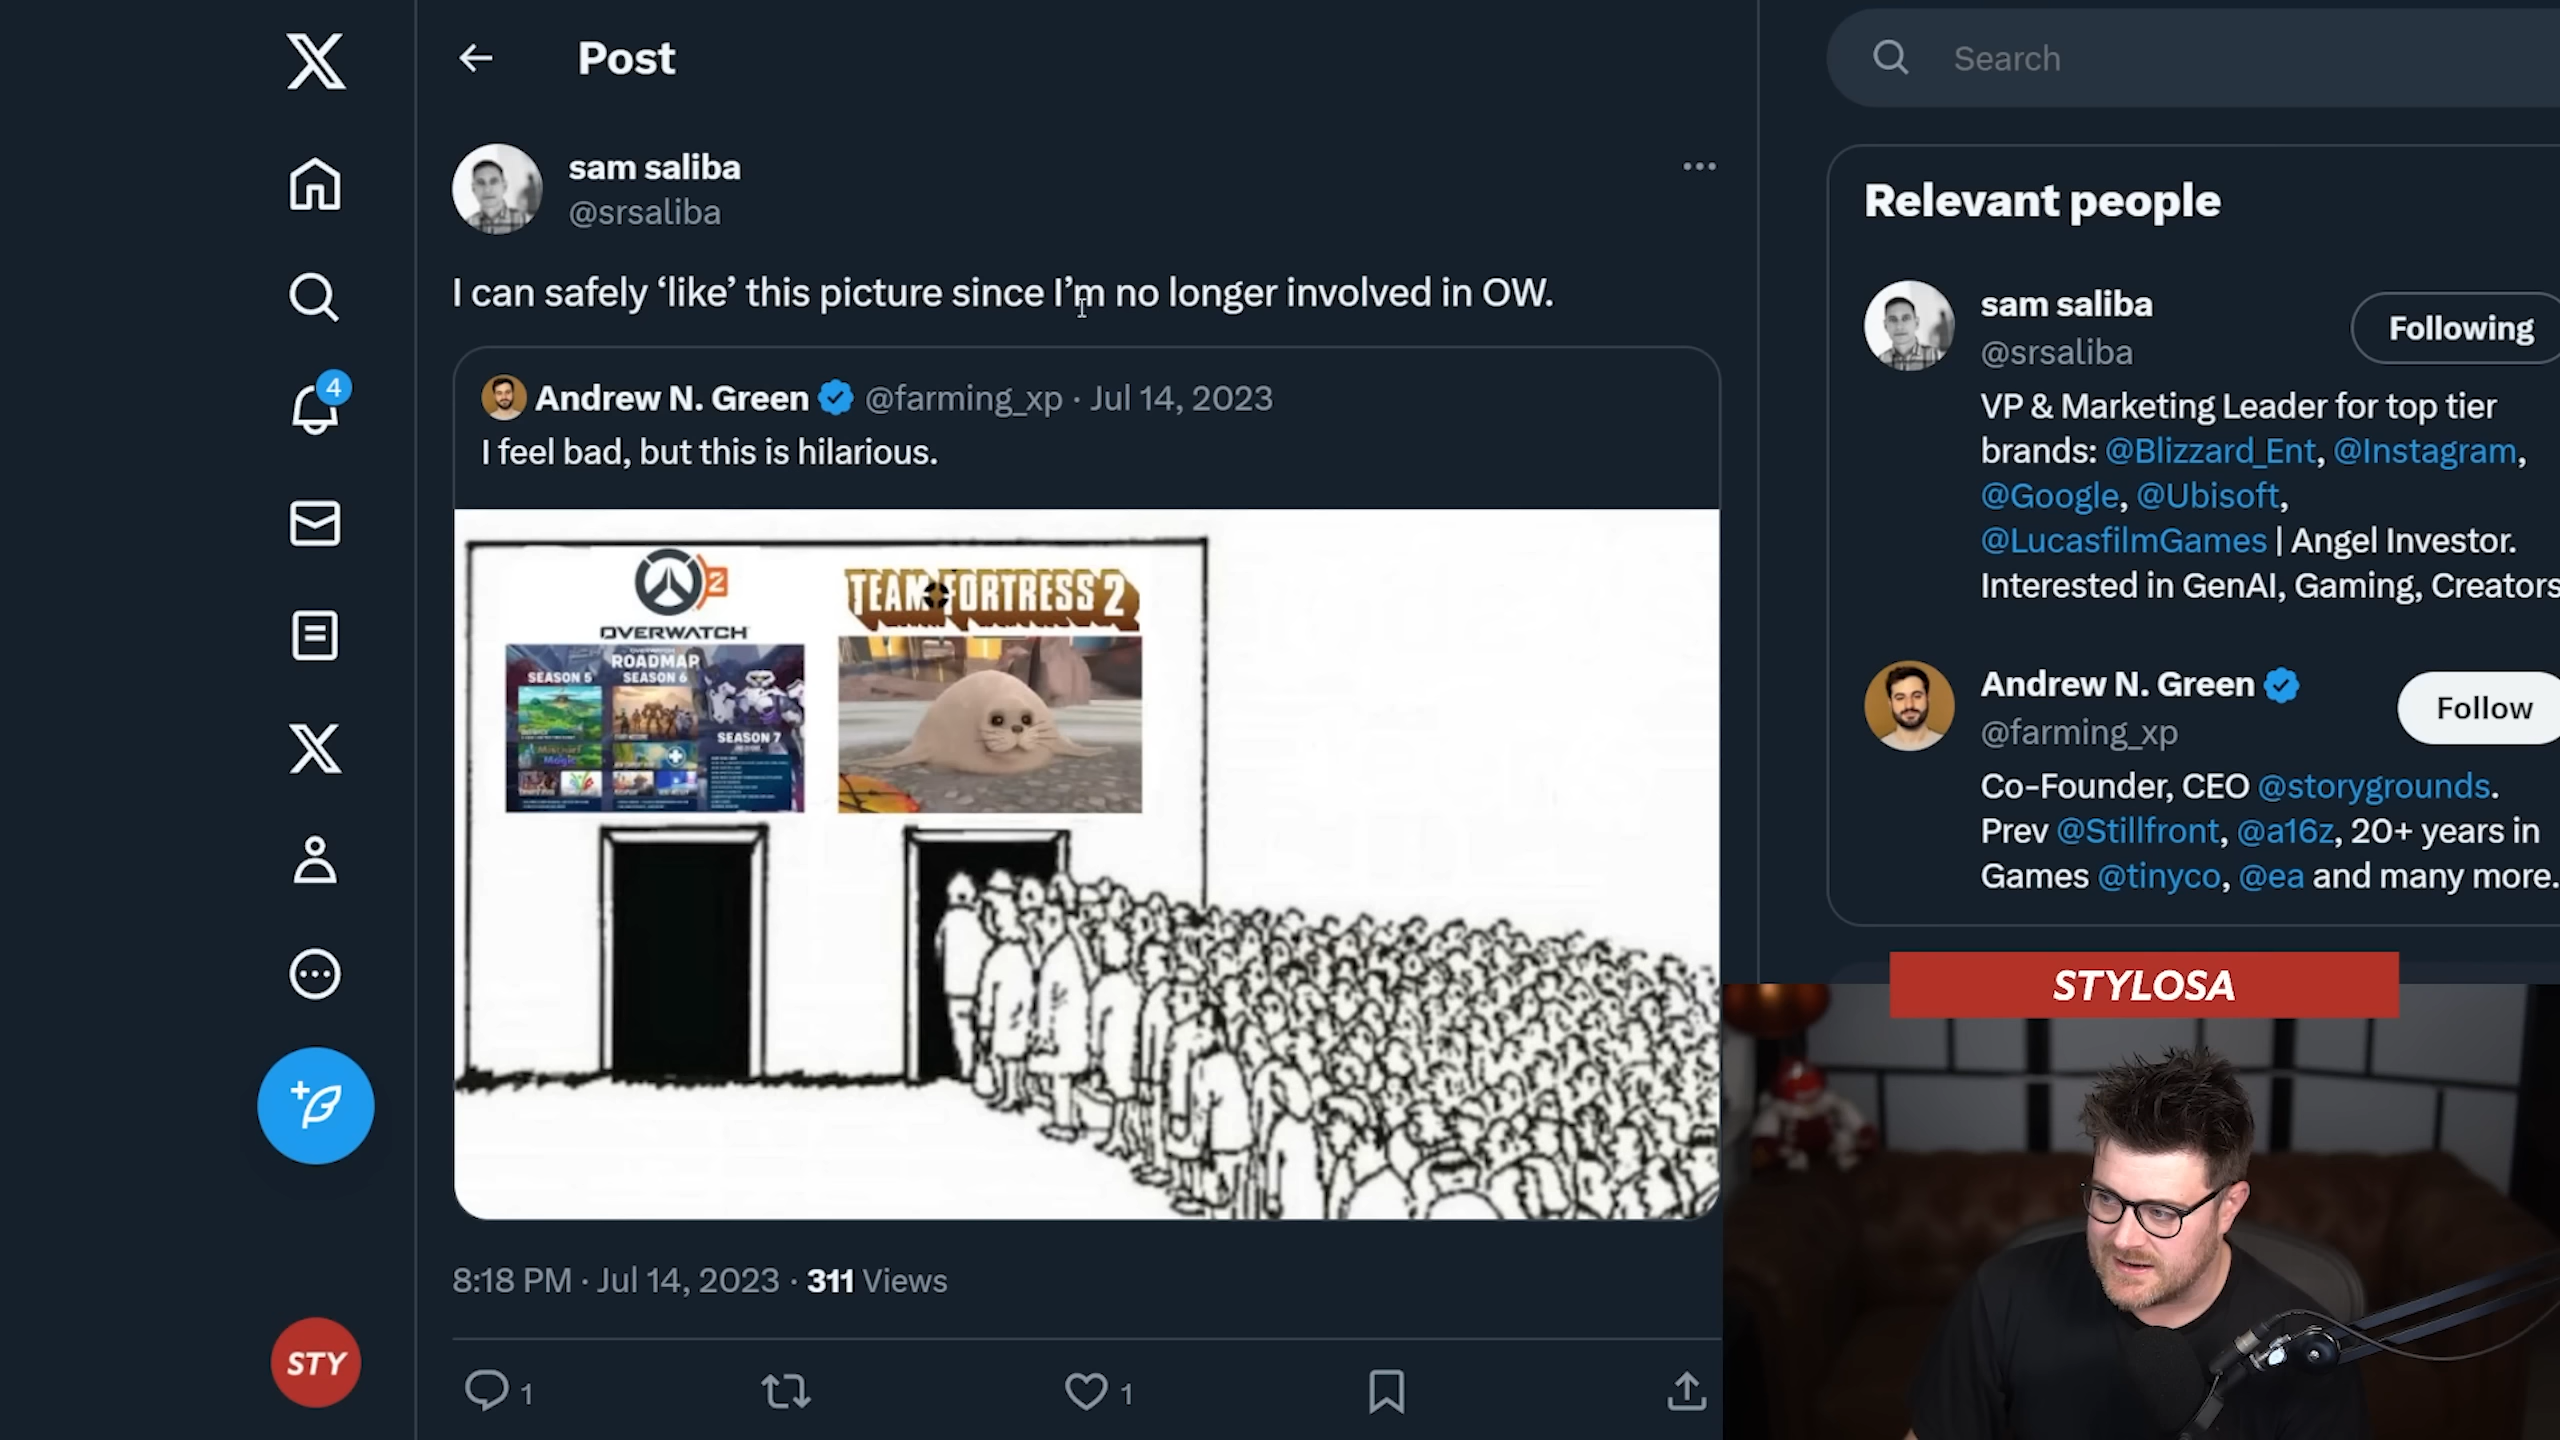 Post
sam saliba
@srsaliba
I can safely ‘like’ this picture since I’m no longer involved in OW.
Andrew N. Green @farming_xp · Jul 14, 2023
I feel bad, but this is hilarious.
2
OVERWATCH
ROADMAP
SEASON 5
SEASON 6
SEASON 7
Mischief
Magic
TEAM FORTRESS 2
8:18 PM · Jul 14, 2023 · 311 Views
1
1
4
STY
Search
Relevant people
sam saliba
Following
@srsaliba
VP & Marketing Leader for top tier
brands: @Blizzard_Ent, @Instagram,
@Google, @Ubisoft,
@LucasfilmGames | Angel Investor.
Interested in GenAI, Gaming, Creators
Andrew N. Green
Follow
@farming_xp
Co-Founder, CEO @storygrounds.
Prev @Stillfront, @a16z, 20+ years in
Games @tinyco, @ea and many more.
STYLOSA